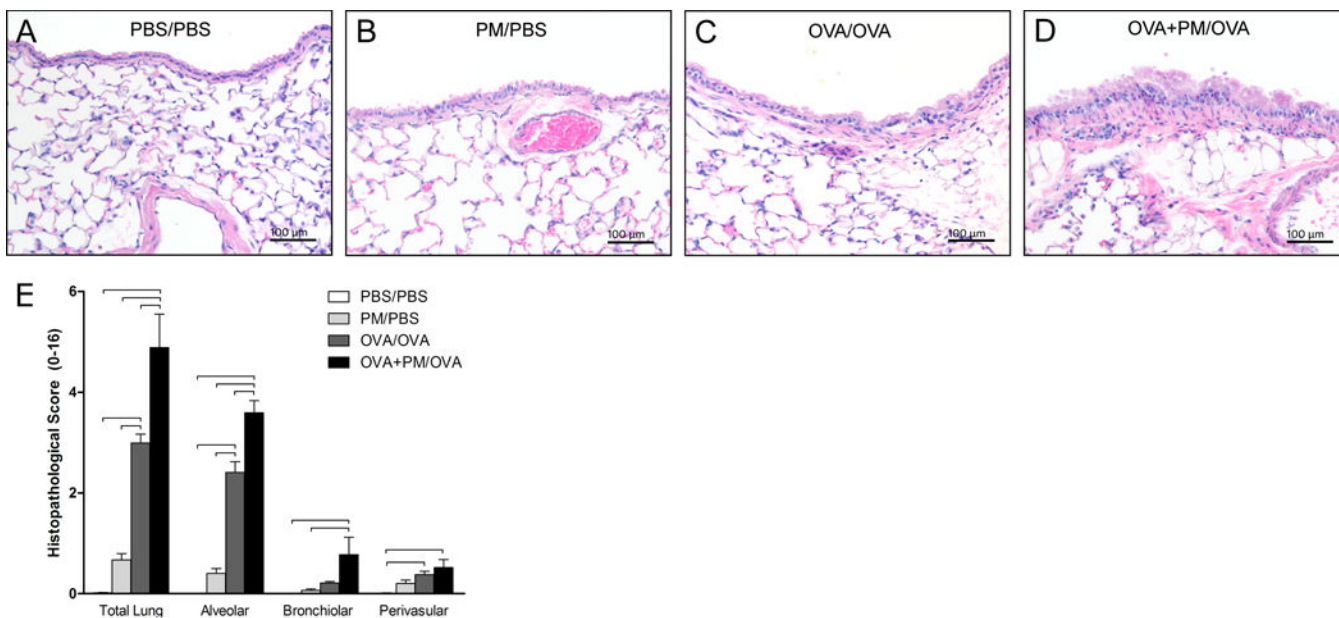 A
PBS/PBS
100 µm
B
PM/PBS
100 µm
C
OVA/OVA
100 µm
D
OVA+PM/OVA
100 µm
E
Histopathological Score (0-16)
6
4
2
0
PBS/PBS
PM/PBS
OVA/OVA
OVA+PM/OVA
Total Lung
Alveolar
Bronchiolar
Perivasular